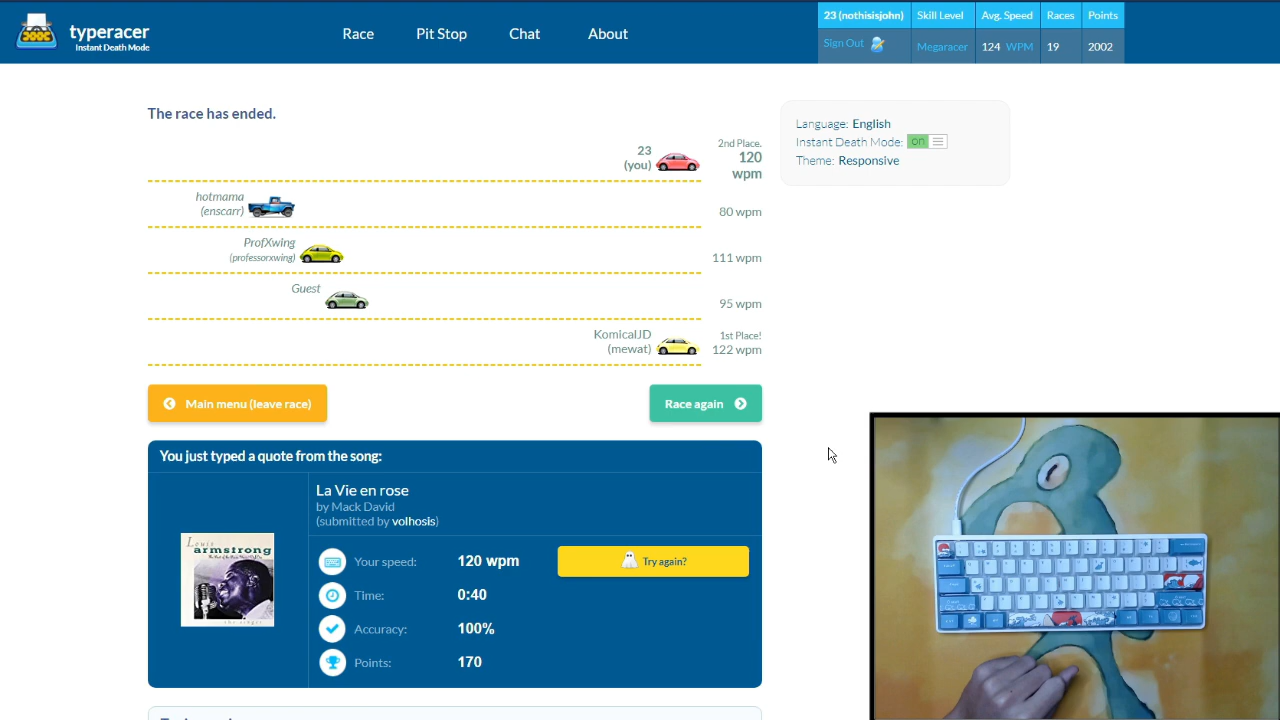 typeracer
Instant Death Mode
Race
Pit Stop
Chat
About
23 (nothisisjohn)
Skill Level
Avg. Speed
Races
Points
Sign Out
Megaracer
124 WPM
19
2002
The race has ended.
23
(you)
2nd Place.
120
wpm
hotmama
(enscarr)
80 wpm
ProfXwing
(professorxwing)
111 wpm
Guest
95 wpm
KomicalJD
(mewat)
1st Place!
122 wpm
Language: English
Instant Death Mode: on
Theme: Responsive
Main menu (leave race)
Race again
You just typed a quote from the song:
La Vie en rose
by Mack David
(submitted by volhosis)
Louis
armstrong
Your speed: 120 wpm
Try again?
Time: 0:40
Accuracy: 100%
Points: 170